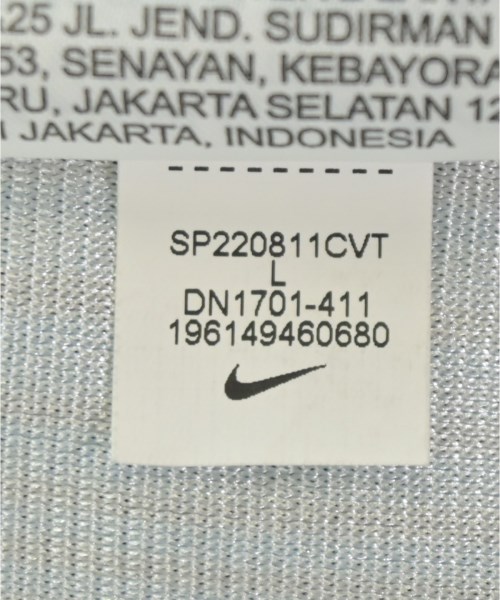 25 JL. JEND. SUDIRMAN
53, SENAYAN, KEBAYORA
RU, JAKARTA SELATAN 12
JAKARTA, INDONESIA
SP220811CVT
L
DN1701-411
196149460680